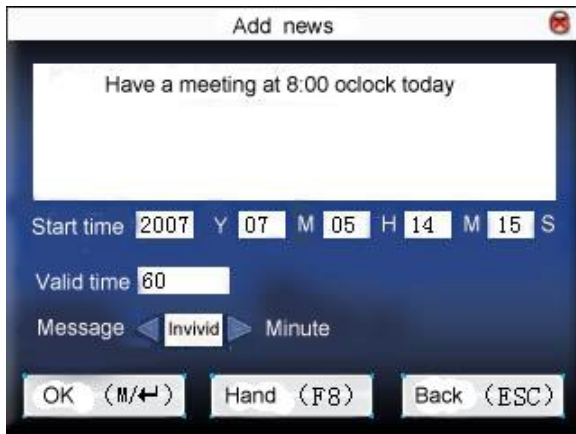 Add news
Have a meeting at 8:00 oclock today
Start time 2007 Y 07 M 05 H 14 M 15 S
Valid time 60
Message Invivid Minute
OK (M/↵) Hand (F8) Back (ESC)